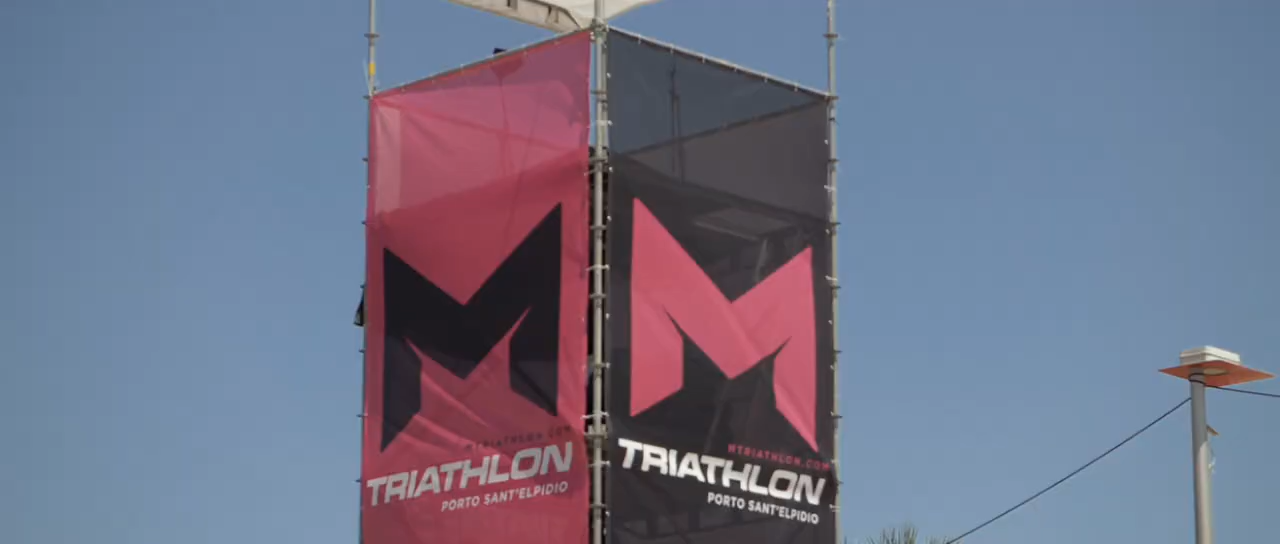 M
MTRIATHLON.COM
TRIATHLON
PORTO SANT'ELPIDIO
M
MTRIATHLON.COM
TRIATHLON
PORTO SANT'ELPIDIO